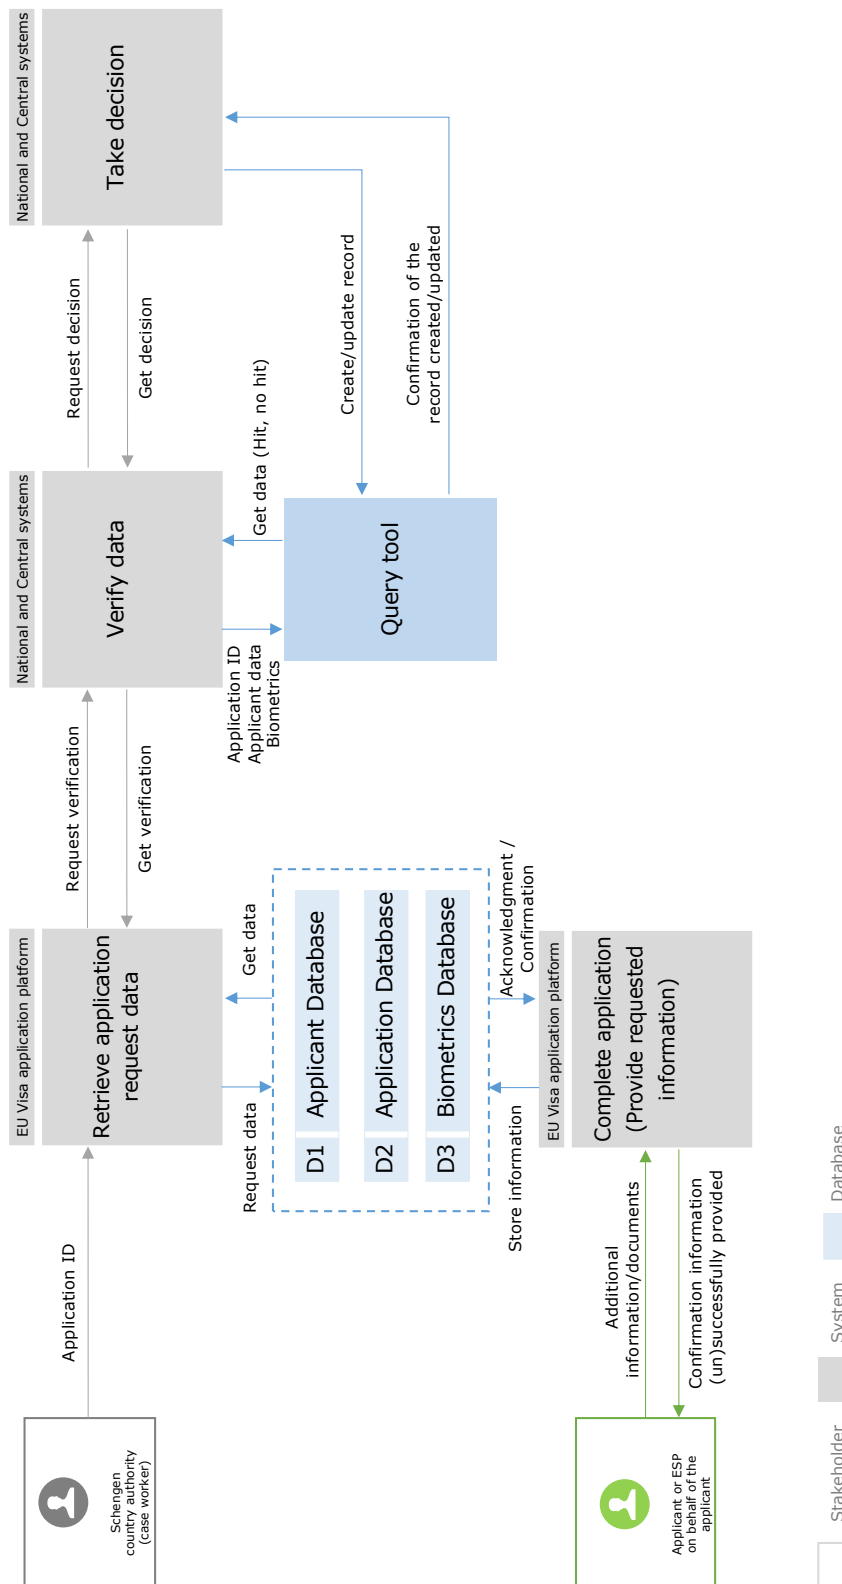 Schengen
country authority
(case worker)
Application ID
EU Visa application platform
Retrieve application
request data
Request verification
Get verification
National and Central systems
Verify data
Request decision
Get decision
National and Central systems
Take decision
Request data
Get data
Application ID
Applicant data
Biometrics
Get data (Hit, no hit)
Create/update record
Confirmation of the
record created/updated
Query tool
D1 Applicant Database
D2 Application Database
D3 Biometrics Database
Store information
Acknowledgment /
Confirmation
EU Visa application platform
Complete application
(Provide requested
information)
Additional
information/documents
Confirmation information
(un)successfully provided
Applicant or ESP
on behalf of the
applicant
Stakeholder
System
Database